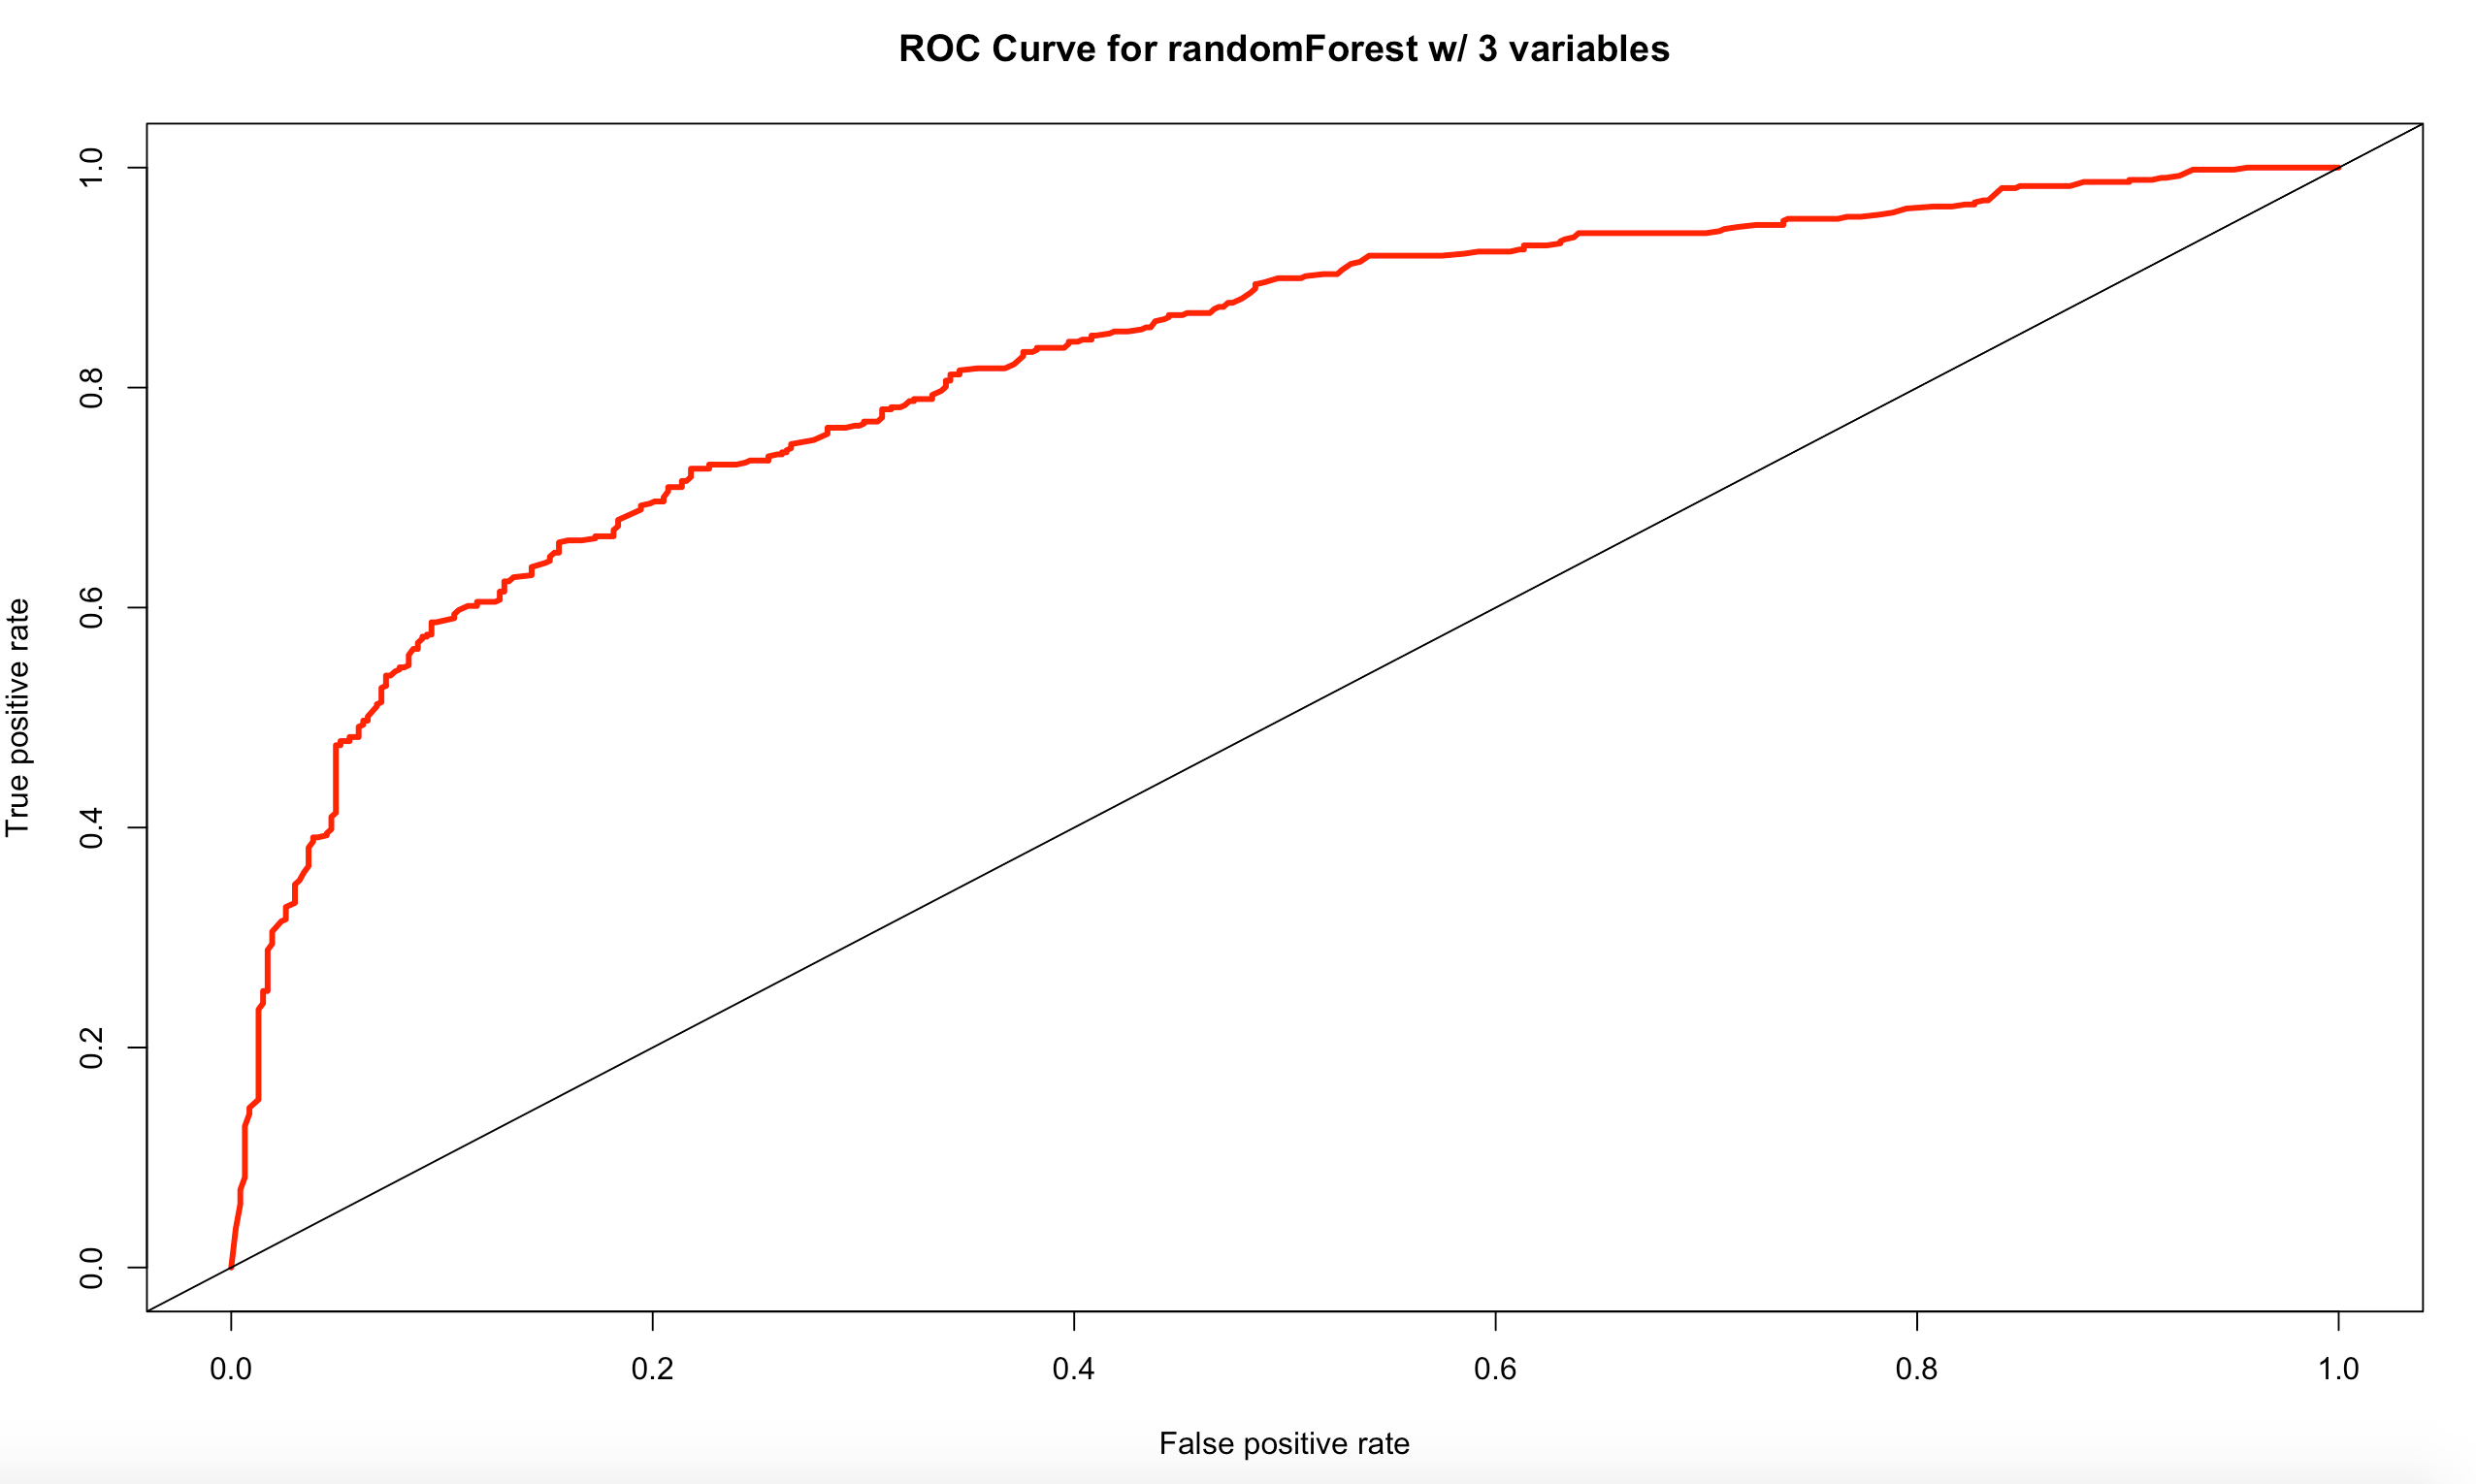 ROC Curve for randomForest w/ 3 variables
True positive rate
1.0
0.8
0.6
0.4
0.2
0.0
0.0 0.2 0.4 0.6 0.8 1.0
False positive rate